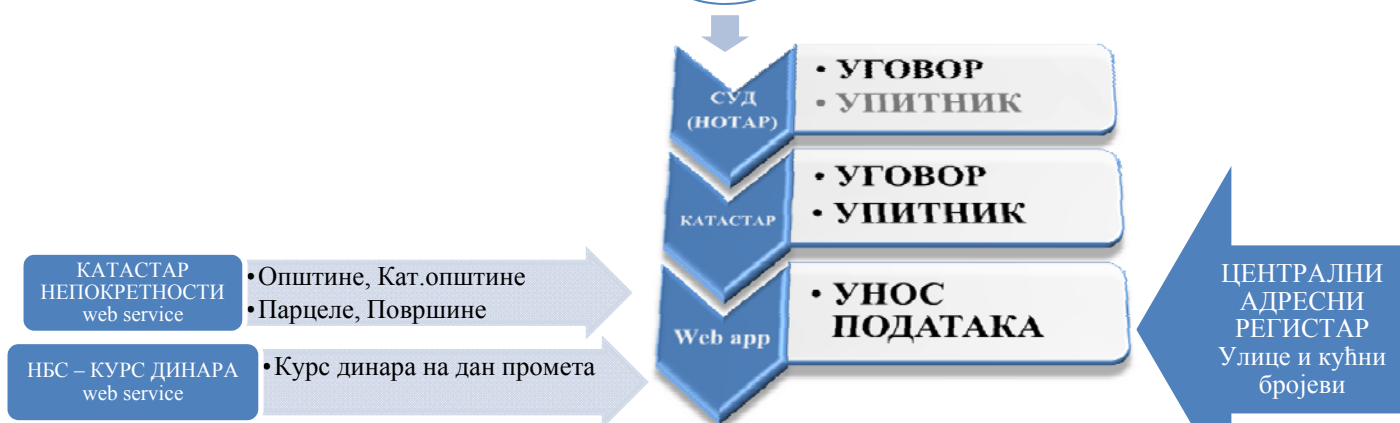 СУД
(НОТАР)
• УГОВОР
• УПИТНИК
КАТАСТАР
• УГОВОР
• УПИТНИК
Web app
• УНОС
ПОДАТАКА
КАТАСТАР
НЕПОКРЕТНОСТИ
web service
•Општине, Кат.општине
•Парцеле, Површине
НБС – КУРС ДИНАРА
web service
•Курс динара на дан промета
ЦЕНТРАЛНИ
АДРЕСНИ
РЕГИСТАР
Улице и кућни
бројеви